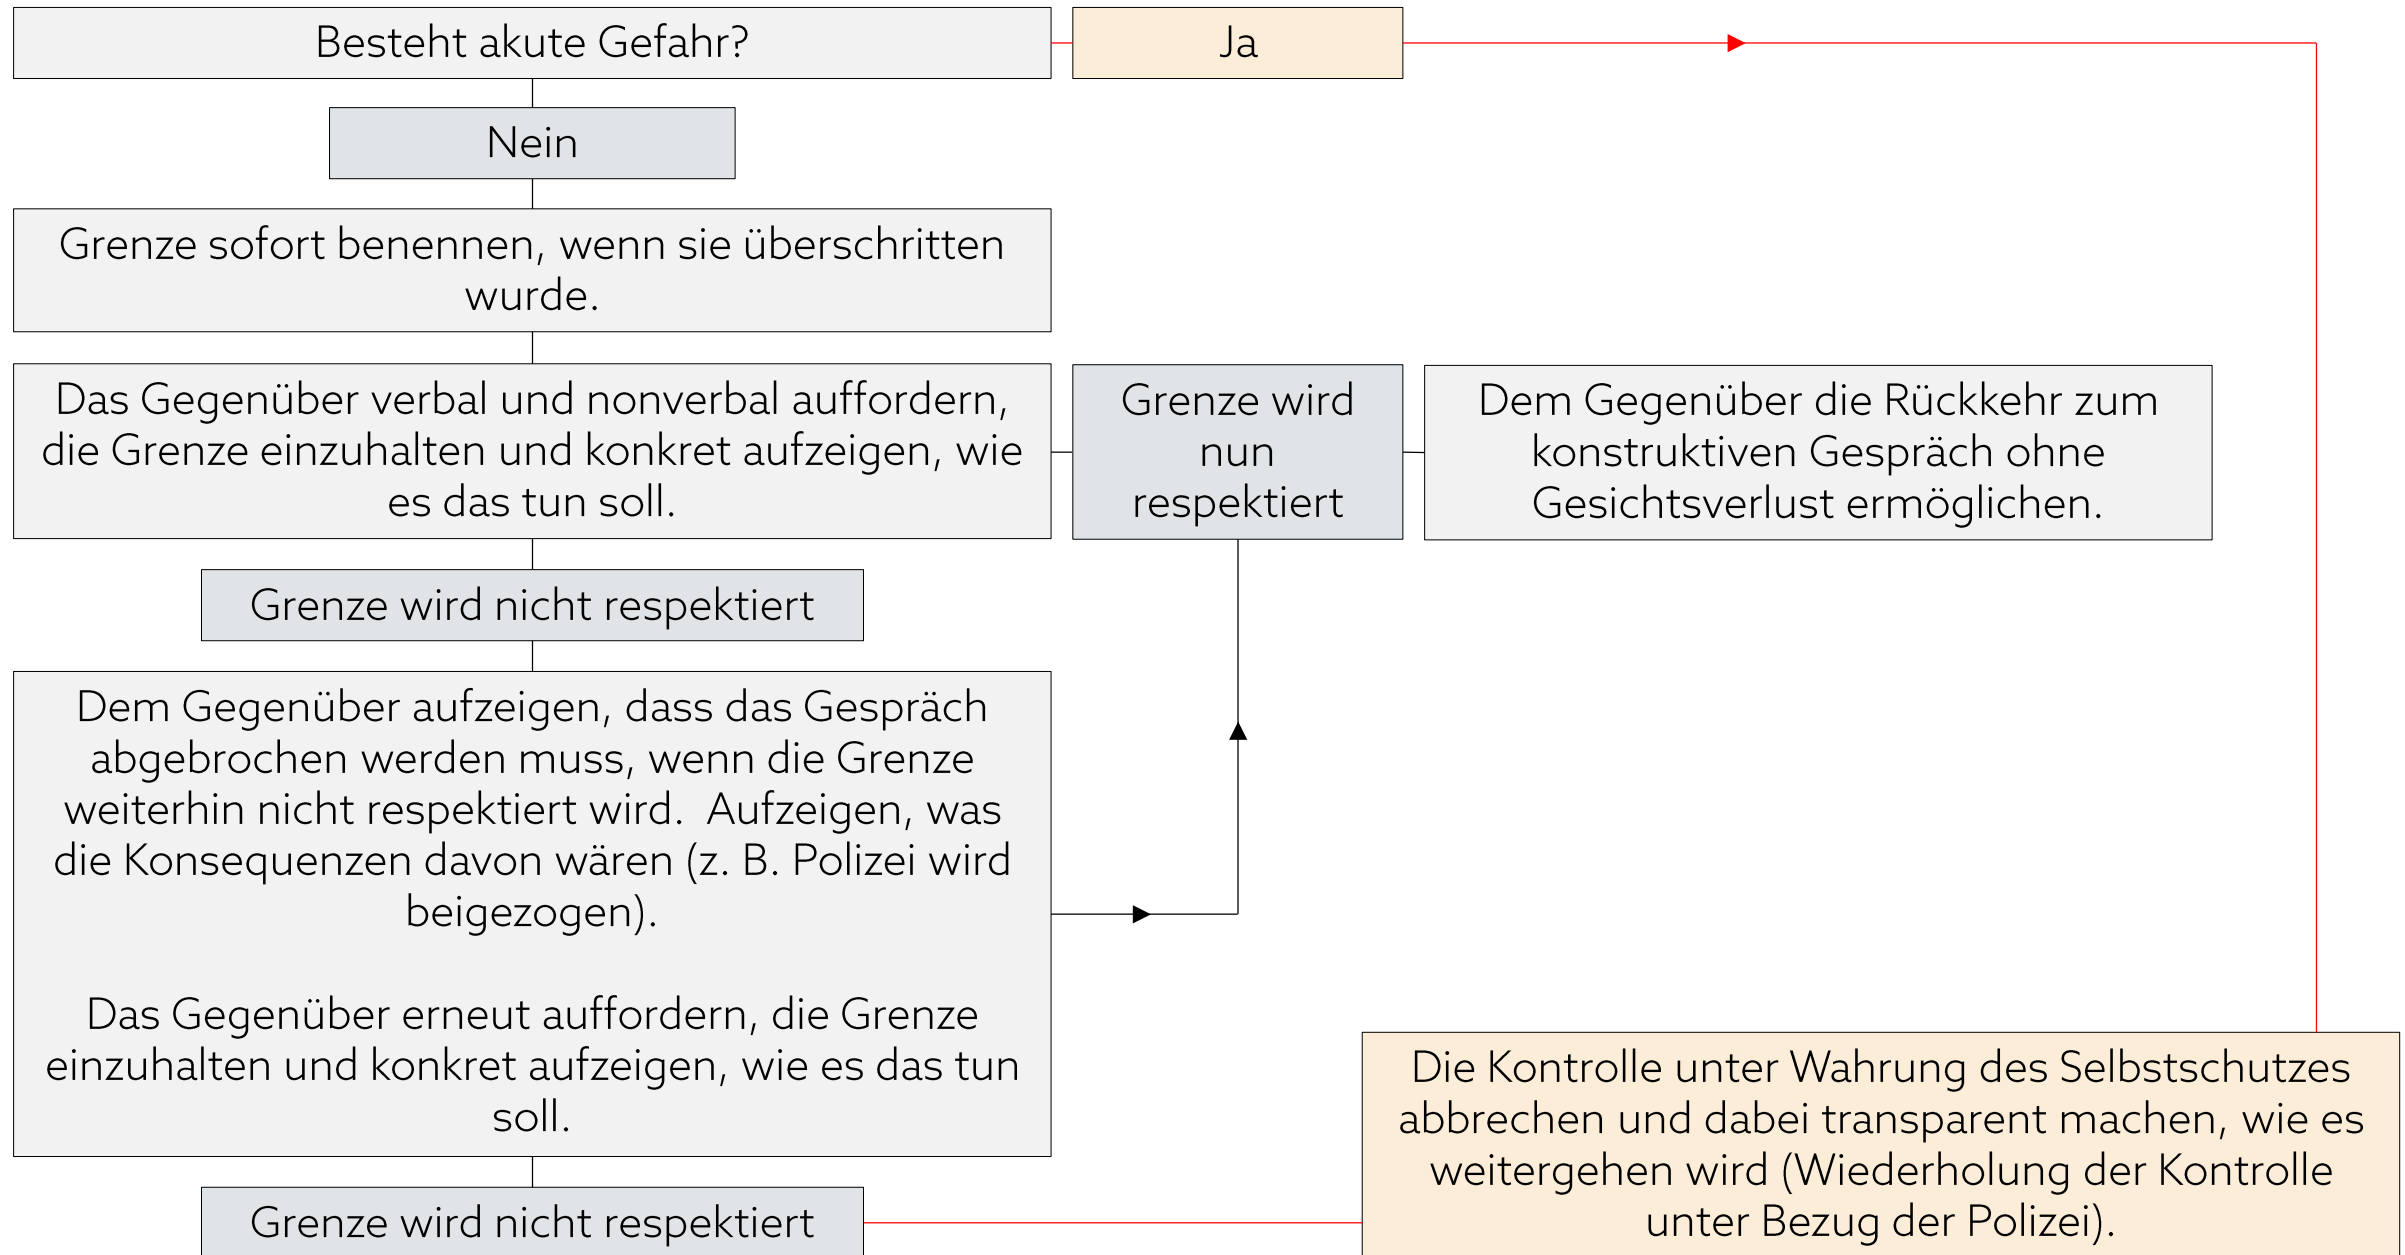 Besteht akute Gefahr?
Ja
Nein
Grenze sofort benennen, wenn sie überschritten
wurde.
Das Gegenüber verbal und nonverbal auffordern,
die Grenze einzuhalten und konkret aufzeigen, wie
es das tun soll.
Grenze wird
nun
respektiert
Dem Gegenüber die Rückkehr zum
konstruktiven Gespräch ohne
Gesichtsverlust ermöglichen.
Grenze wird nicht respektiert
Dem Gegenüber aufzeigen, dass das Gespräch
abgebrochen werden muss, wenn die Grenze
weiterhin nicht respektiert wird.  Aufzeigen, was
die Konsequenzen davon wären (z. B. Polizei wird
beigezogen).
Das Gegenüber erneut auffordern, die Grenze
einzuhalten und konkret aufzeigen, wie es das tun
soll.
Grenze wird nicht respektiert
Die Kontrolle unter Wahrung des Selbstschutzes
abbrechen und dabei transparent machen, wie es
weitergehen wird (Wiederholung der Kontrolle
unter Bezug der Polizei).